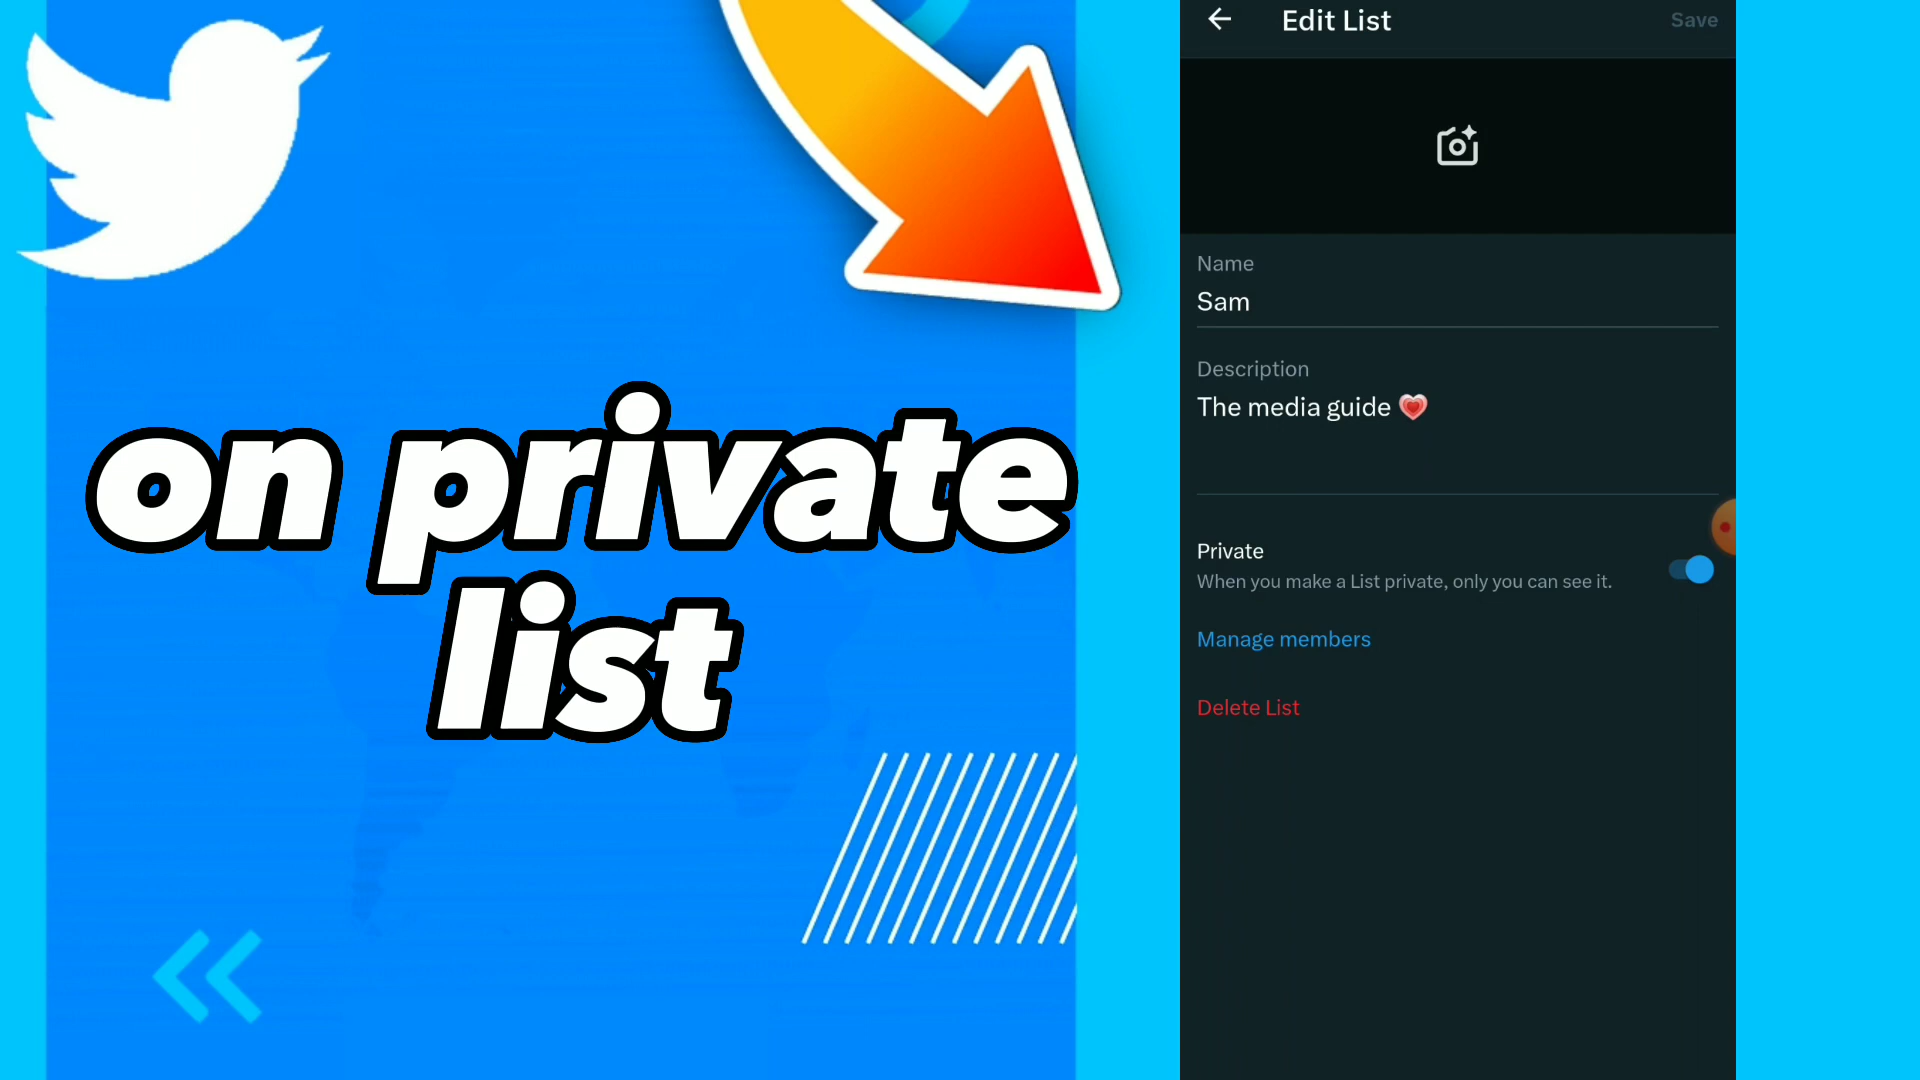 on private
list
Edit List
Save
Name
Sam
Description
The media guide 💗
Private
When you make a List private, only you can see it.
Manage members
Delete List